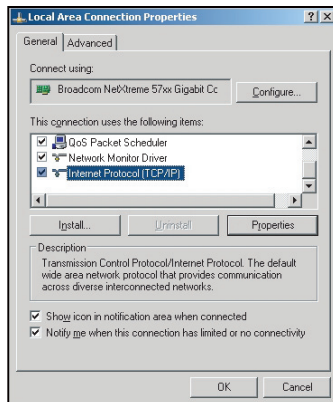 Local Area Connection Properties
General Advanced
Connect using:
Broadcom NetXtreme 57xx Gigabit Cc
Configure...
This connection uses the following items:
QoS Packet Scheduler
Network Monitor Driver
Internet Protocol (TCP/IP)
Install... Uninstall Properties
Description
Transmission Control Protocol/Internet Protocol. The default
wide area network protocol that provides communication
across diverse interconnected networks.
Show icon in notification area when connected
Notify me when this connection has limited or no connectivity
OK Cancel